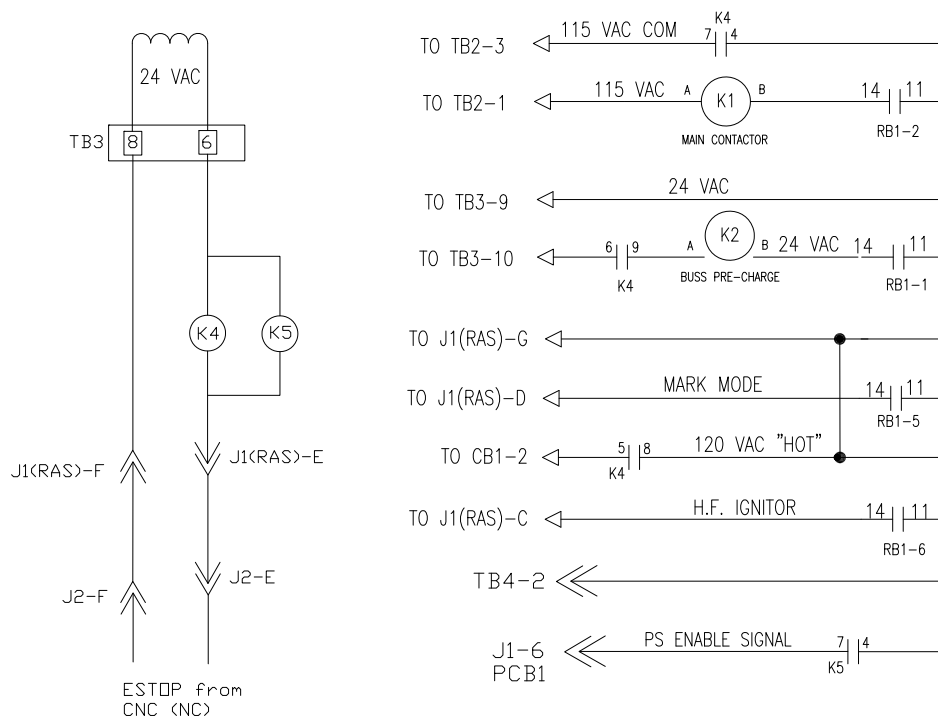 24 VAC
TB3 8 6
K4 K5
J1(RAS)-F J1(RAS)-E
J2-F J2-E
ESTOP from
CNC (NC)
TO TB2-3 115 VAC COM 7 K4 4
TO TB2-1 115 VAC A K1 B 14 11
MAIN CONTACTOR RB1-2
TO TB3-9 24 VAC
TO TB3-10 6 9 A K2 B 24 VAC 14 11
K4 BUSS PRE-CHARGE RB1-1
TO J1(RAS)-G
TO J1(RAS)-D MARK MODE 14 11
RB1-5
TO CB1-2 5 8 120 VAC "HOT"
K4
TO J1(RAS)-C H.F. IGNITOR 14 11
RB1-6
TB4-2
J1-6 PS ENABLE SIGNAL 7 4
PCB1 K5